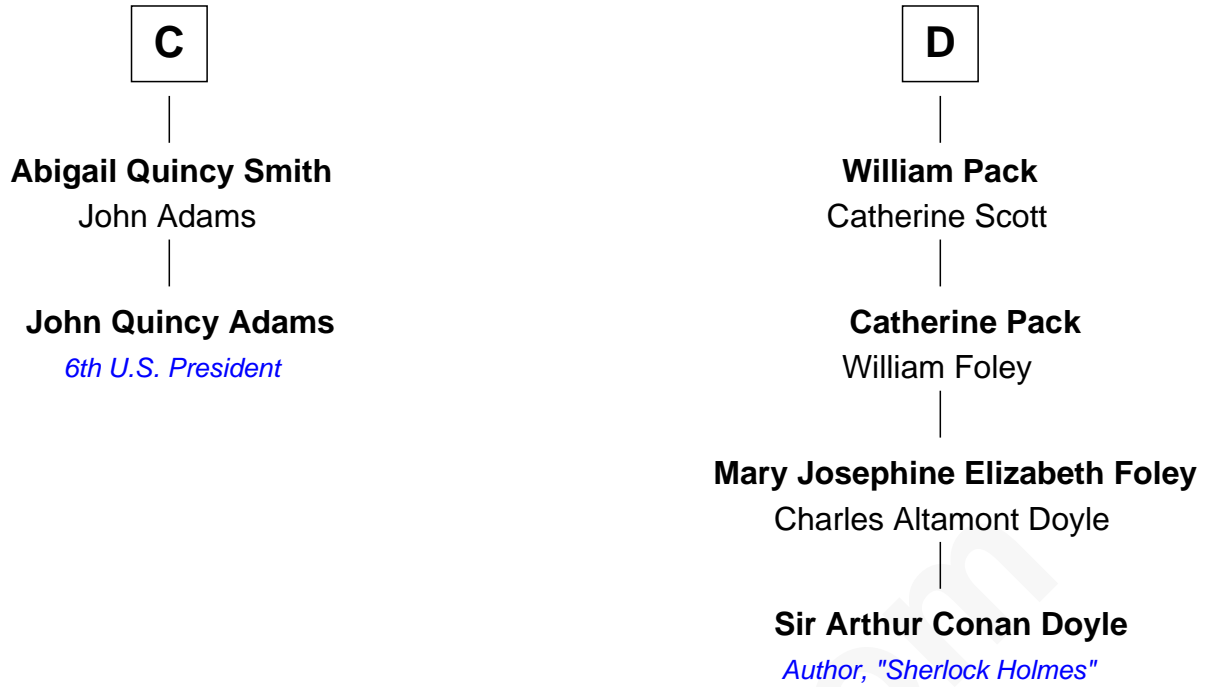 C
Abigail Quincy Smith
John Adams
John Quincy Adams
6th U.S. President
D
William Pack
Catherine Scott
Catherine Pack
William Foley
Mary Josephine Elizabeth Foley
Charles Altamont Doyle
Sir Arthur Conan Doyle
Author, "Sherlock Holmes"